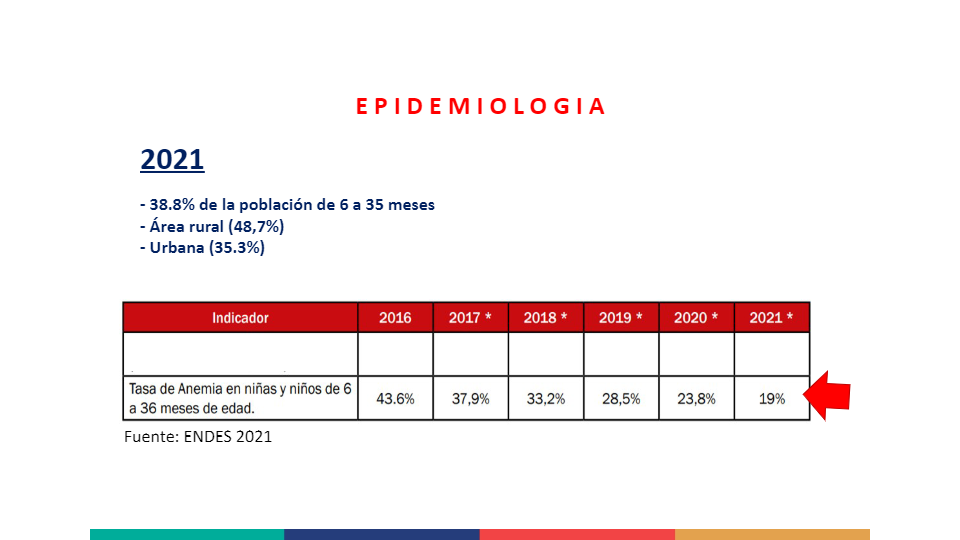 EPIDEMIOLOGIA
2021
- 38.8% de la población de 6 a 35 meses
- Área rural (48,7%)
- Urbana (35.3%)
Indicador 2016 2017 * 2018 * 2019 * 2020 * 2021 *
Tasa de Anemia en niñas y niños de 6
a 36 meses de edad. 43.6% 37,9% 33,2% 28,5% 23,8% 19%
Fuente: ENDES 2021